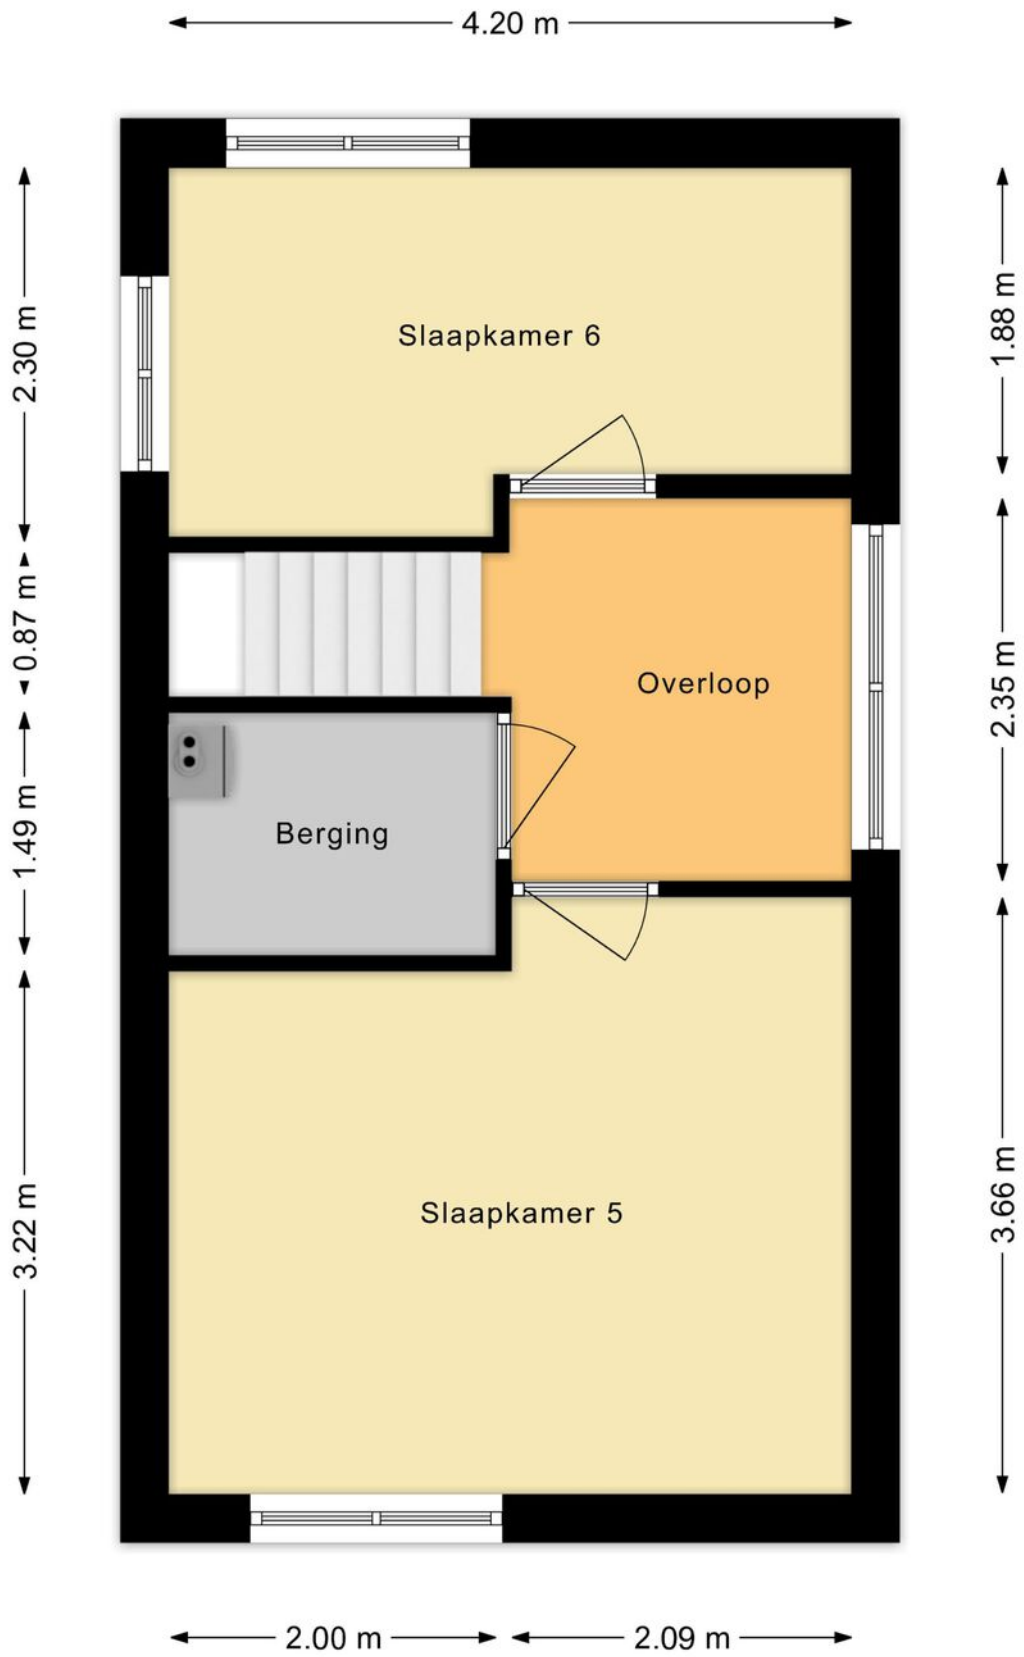 4.20 m
2.30 m
1.88 m
Slaapkamer 6
0.87 m
Overloop
2.35 m
1.49 m
Berging
3.22 m
3.66 m
Slaapkamer 5
2.00 m
2.09 m